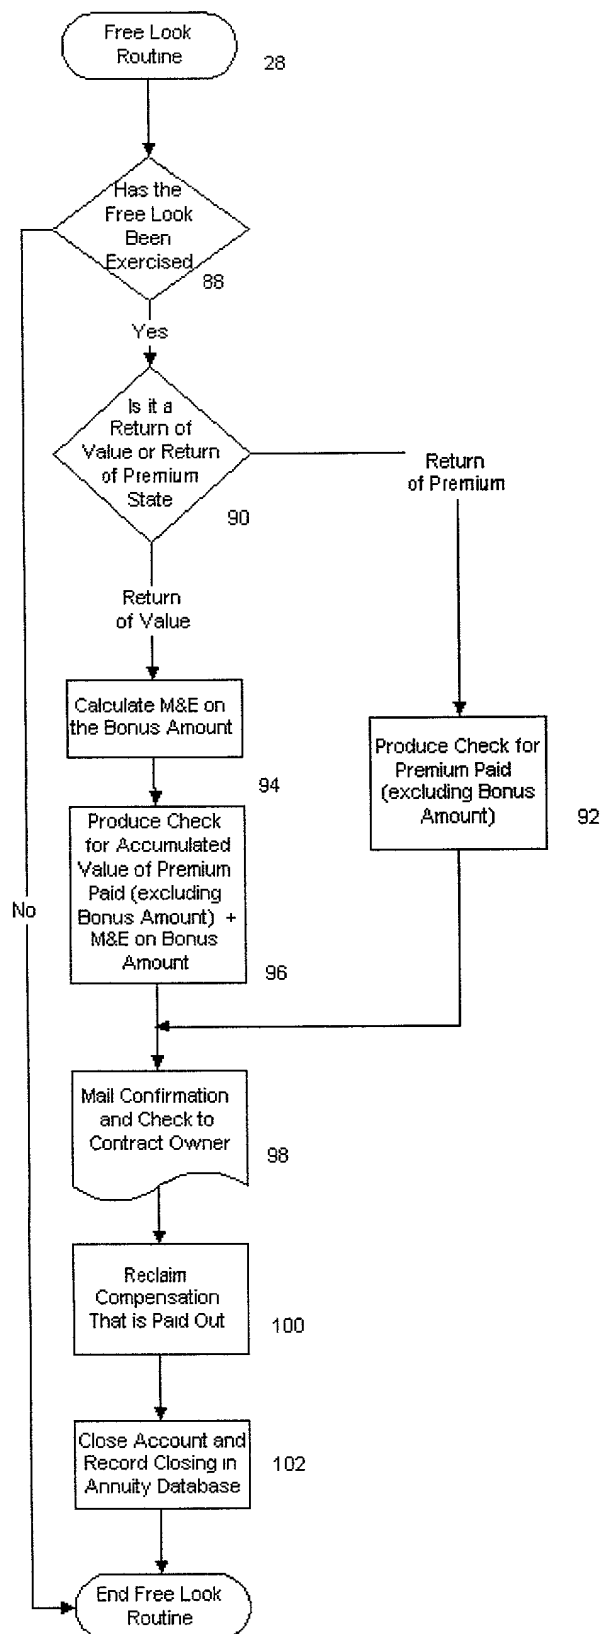 Free Look
Routine
28
Has the
Free Look
Been
Exercised
88
Yes
Is it a
Return of
Value or Return
of Premium
State
90
Return
of Premium
Return
of Value
Calculate M&E on
the Bonus Amount
94
Produce Check for
Premium Paid
(excluding Bonus
Amount)
92
Produce Check
for Accumulated
Value of Premium
Paid (excluding
Bonus Amount) +
M&E on Bonus
Amount
96
No
Mail Confirmation
and Check to
Contract Owner
98
Reclaim
Compensation
That is Paid Out
100
Close Account and
Record Closing in
Annuity Database
102
End Free Look
Routine